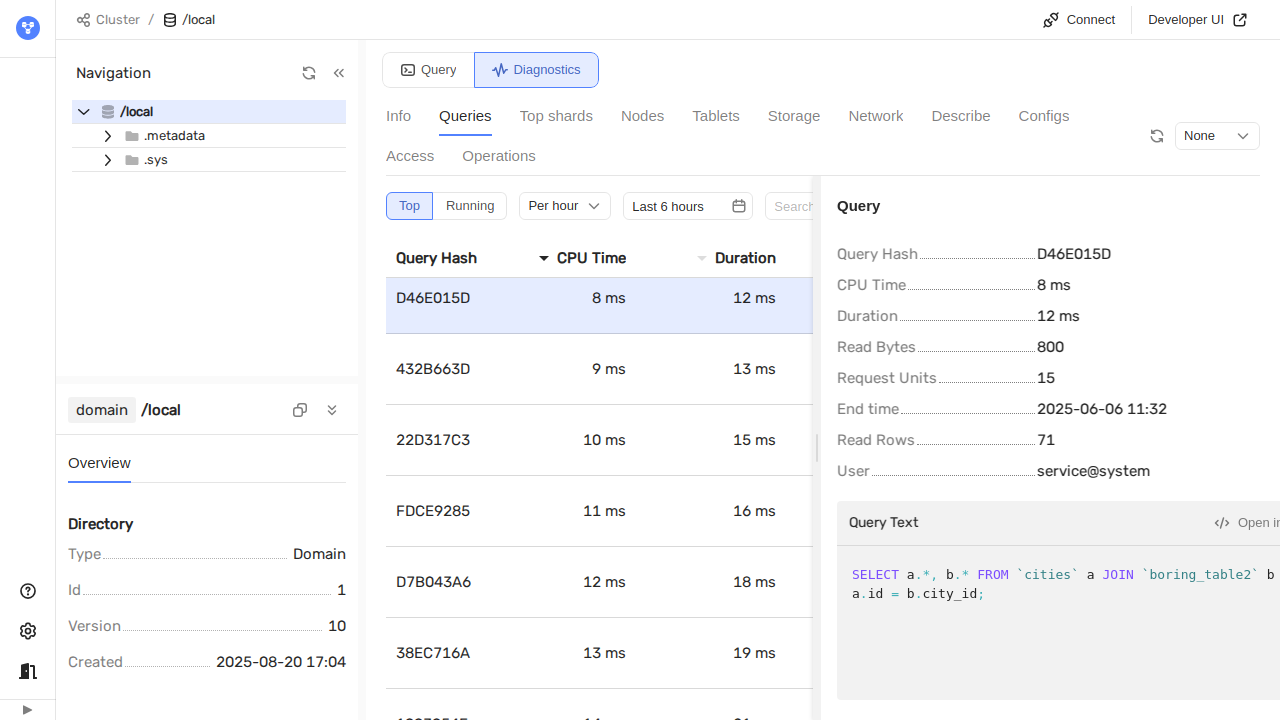 Cluster / /local
Connect
Developer UI
Navigation
/local
.metadata
.sys
domain /local
Overview
Directory
Type Domain
Id 1
Version 10
Created 2025-08-20 17:04
Query
Diagnostics
Info Queries Top shards Nodes Tablets Storage Network Describe Configs
Access Operations
None
Top Running Per hour Last 6 hours Search
Query Hash CPU Time Duration
D46E015D 8 ms 12 ms
432B663D 9 ms 13 ms
22D317C3 10 ms 15 ms
FDCE9285 11 ms 16 ms
D7B043A6 12 ms 18 ms
38EC716A 13 ms 19 ms
Query
Query Hash D46E015D
CPU Time 8 ms
Duration 12 ms
Read Bytes 800
Request Units 15
End time 2025-06-06 11:32
Read Rows 71
User service@system
Query Text
Open in
SELECT a.*, b.* FROM `cities` a JOIN `boring_table2` b
a.id = b.city_id;